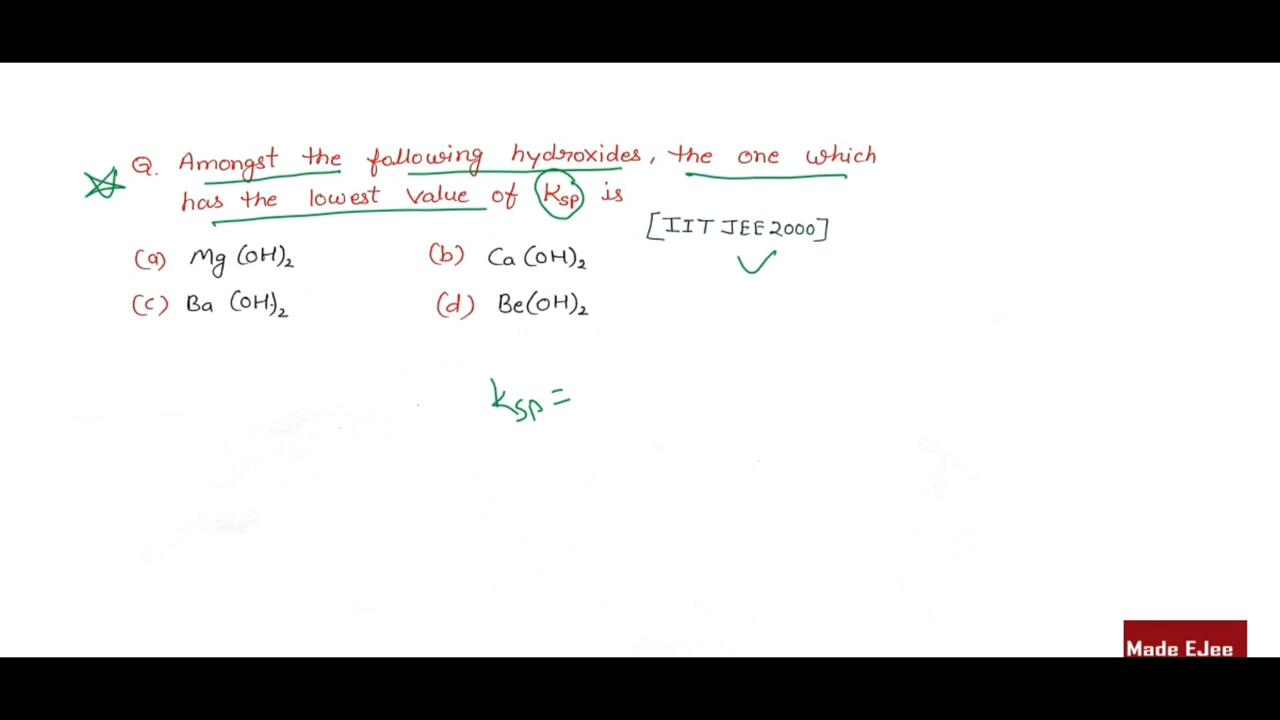 Q. Amongst the following hydroxides, the one which
has the lowest value of Ksp is
[IIT JEE 2000]
(a) Mg(OH)₂ (b) Ca(OH)₂
(c) Ba(OH)₂ (d) Be(OH)₂
Ksp =
Made EJee